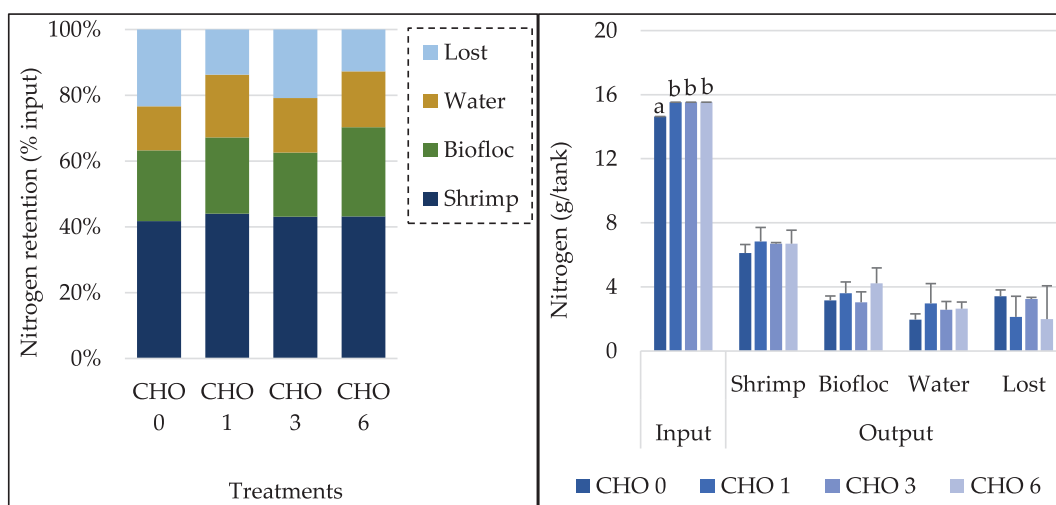 100%
80%
60%
40%
20%
0%
Nitrogen retention (% input)
CHO CHO CHO CHO
0 1 3 6
Treatments
Lost
Water
Biofloc
Shrimp
20
16
12
8
4
0
Nitrogen (g/tank)
a b b b
Shrimp Biofloc Water Lost
Input Output
CHO 0 CHO 1 CHO 3 CHO 6